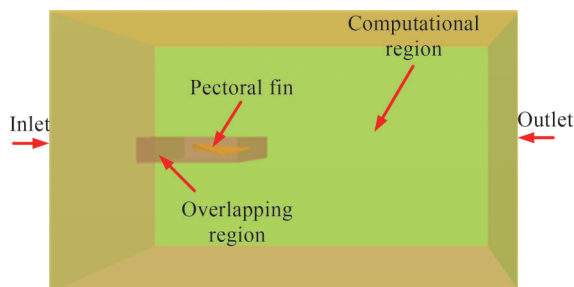 Computational
region
Pectoral fin
Inlet
Outlet
Overlapping
region